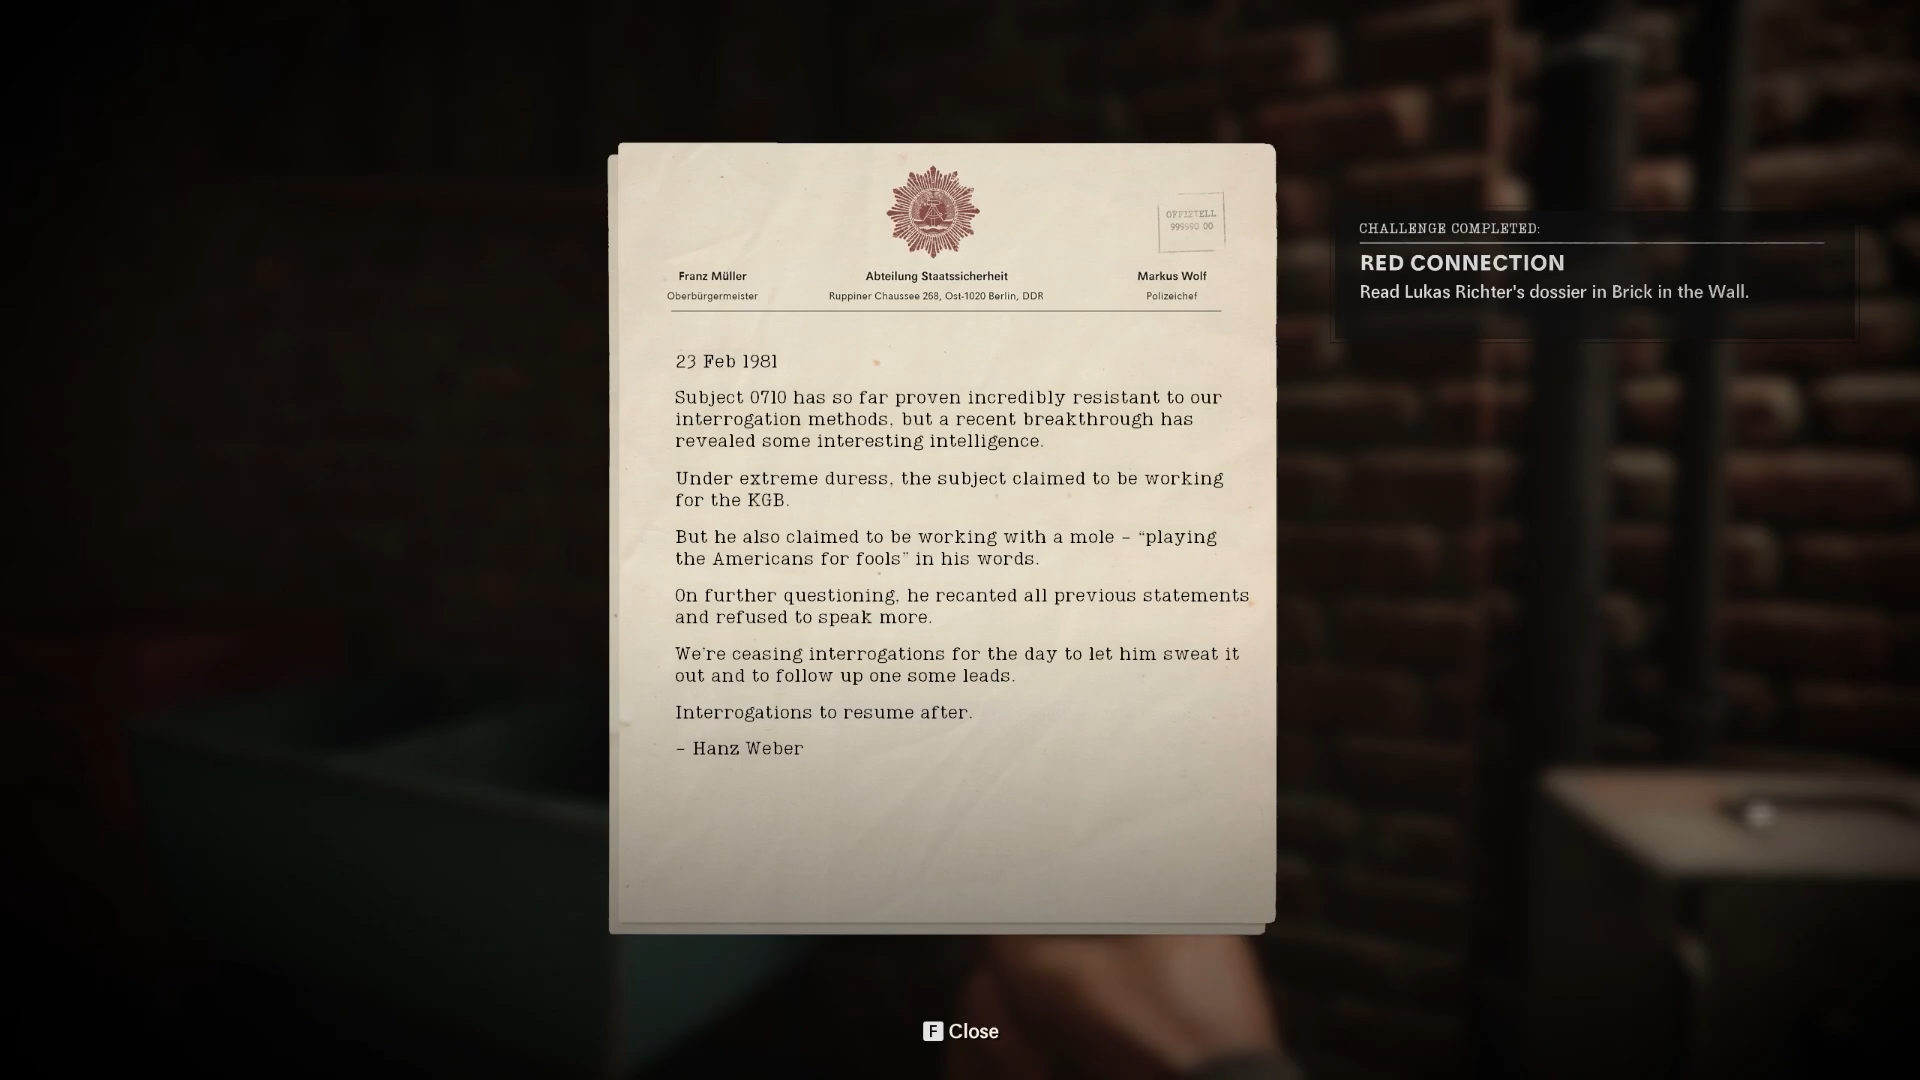 OFFIZIELL
999590 00
Franz Müller
Abteilung Staatssicherheit
Markus Wolf
Oberbürgermeister
Ruppiner Chaussee 268, Ost-1020 Berlin, DDR
Polizeichef
23 Feb 1981
Subject 0710 has so far proven incredibly resistant to our
interrogation methods, but a recent breakthrough has
revealed some interesting intelligence.
Under extreme duress, the subject claimed to be working
for the KGB.
But he also claimed to be working with a mole – “playing
the Americans for fools” in his words.
On further questioning, he recanted all previous statements
and refused to speak more.
We're ceasing interrogations for the day to let him sweat it
out and to follow up one some leads.
Interrogations to resume after.
– Hanz Weber
CHALLENGE COMPLETED:
RED CONNECTION
Read Lukas Richter's dossier in Brick in the Wall.
F Close